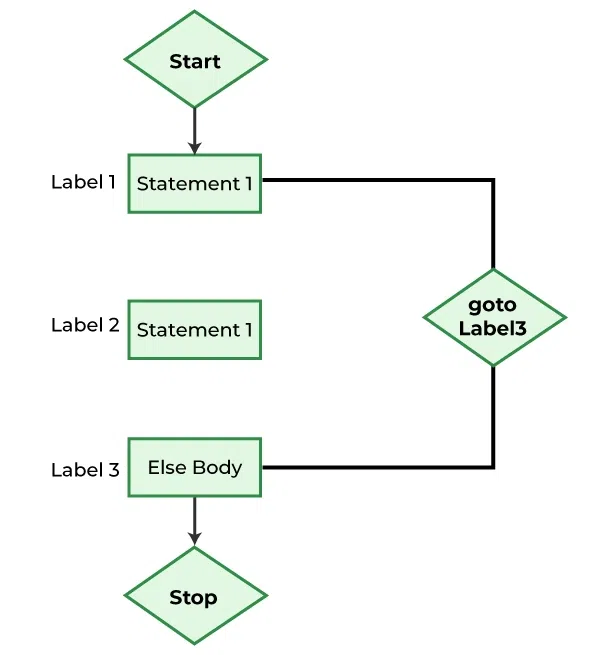 Start
Label 1
Statement 1
Label 2
Statement 1
goto
Label3
Label 3
Else Body
Stop